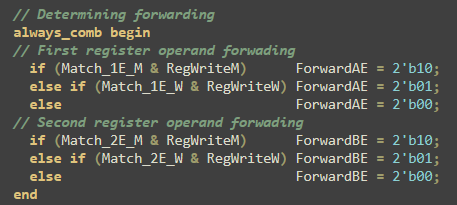 // Determining forwarding
always_comb begin
// First register operand forwading
if (Match_1E_M & RegWriteM) ForwardAE = 2'b10;
else if (Match_1E_W & RegWriteW) ForwardAE = 2'b01;
else ForwardAE = 2'b00;
// Second register operand forwading
if (Match_2E_M & RegWriteM) ForwardBE = 2'b10;
else if (Match_2E_W & RegWriteW) ForwardBE = 2'b01;
else ForwardBE = 2'b00;
end